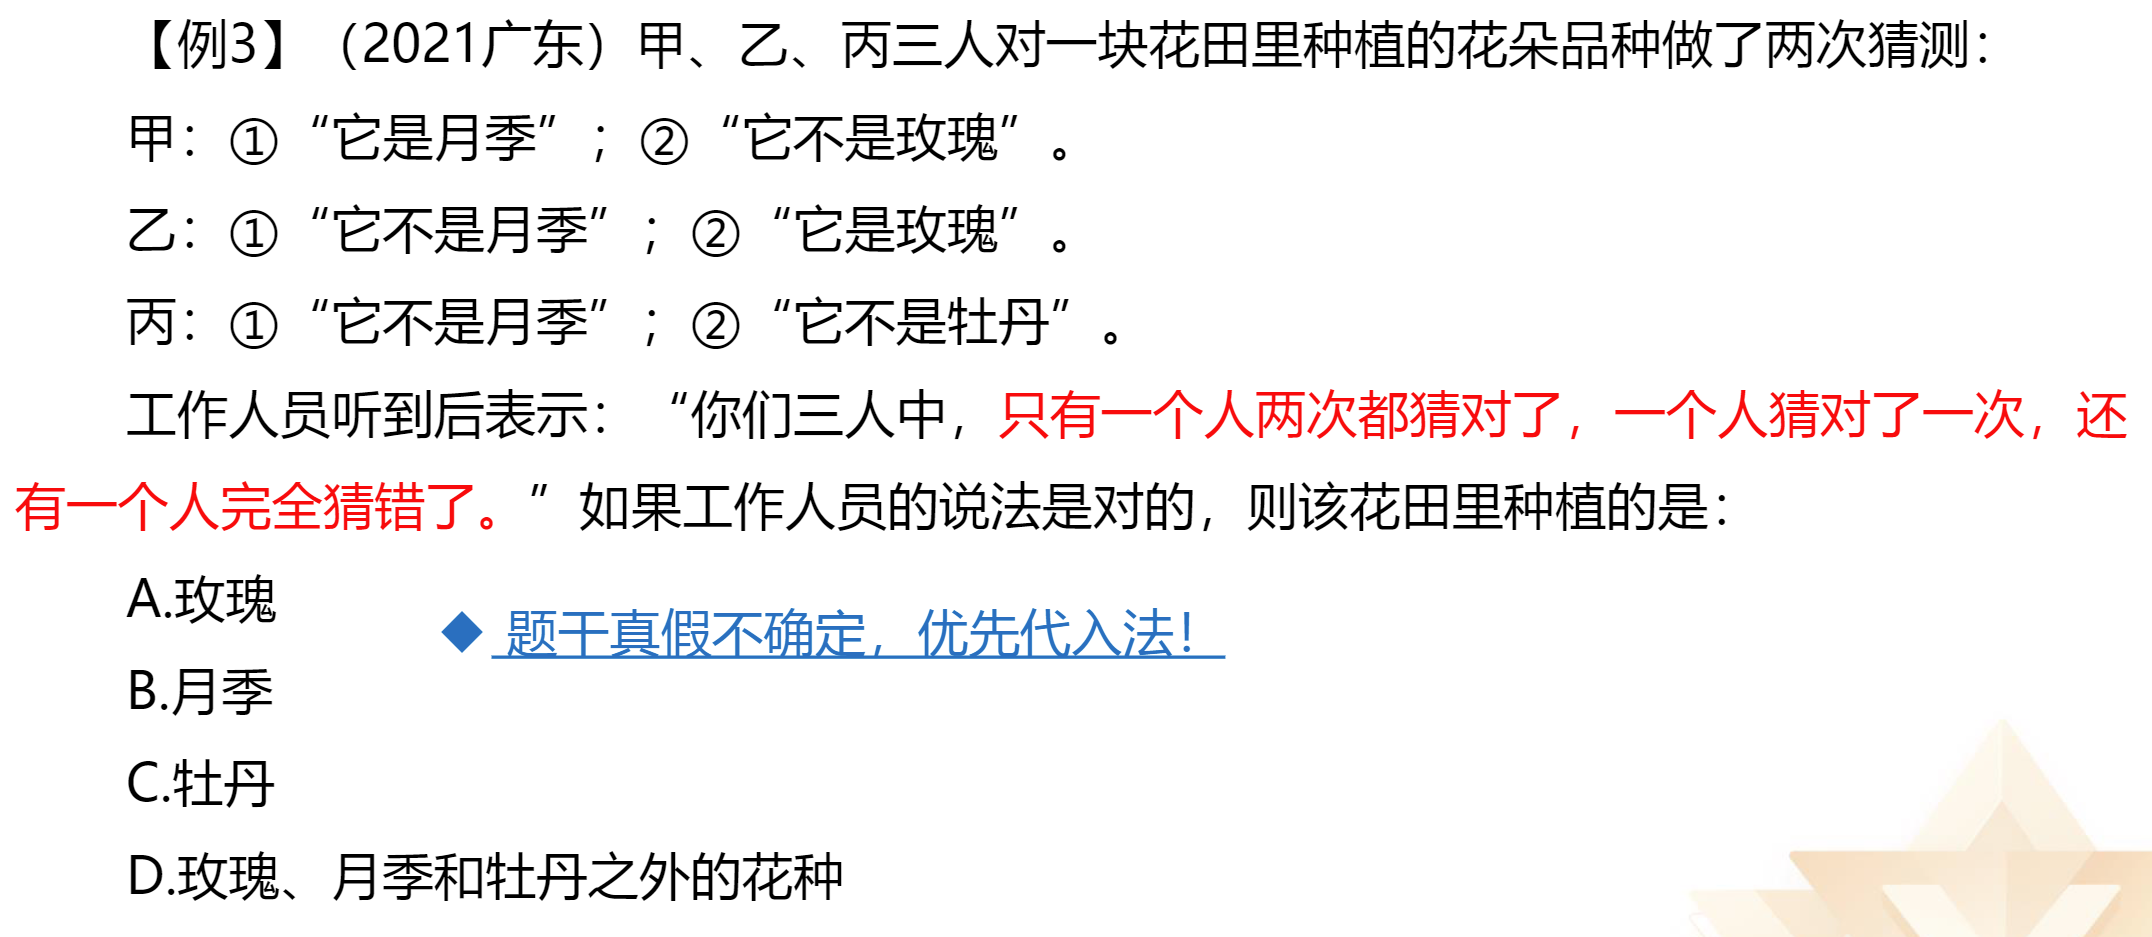 【例3】（2021广东）甲、乙、丙三人对一块花田里种植的花朵品种做了两次猜测：
甲：①“它是月季”；②“它不是玫瑰”。
乙：①“它不是月季”；②“它是玫瑰”。
丙：①“它不是月季”；②“它不是牡丹”。
工作人员听到后表示：“你们三人中，只有一个人两次都猜对了，一个人猜对了一次，还
有一个人完全猜错了。”如果工作人员的说法是对的，则该花田里种植的是：
A.玫瑰
◆ 题干真假不确定，优先代入法！
B.月季
C.牡丹
D.玫瑰、月季和牡丹之外的花种